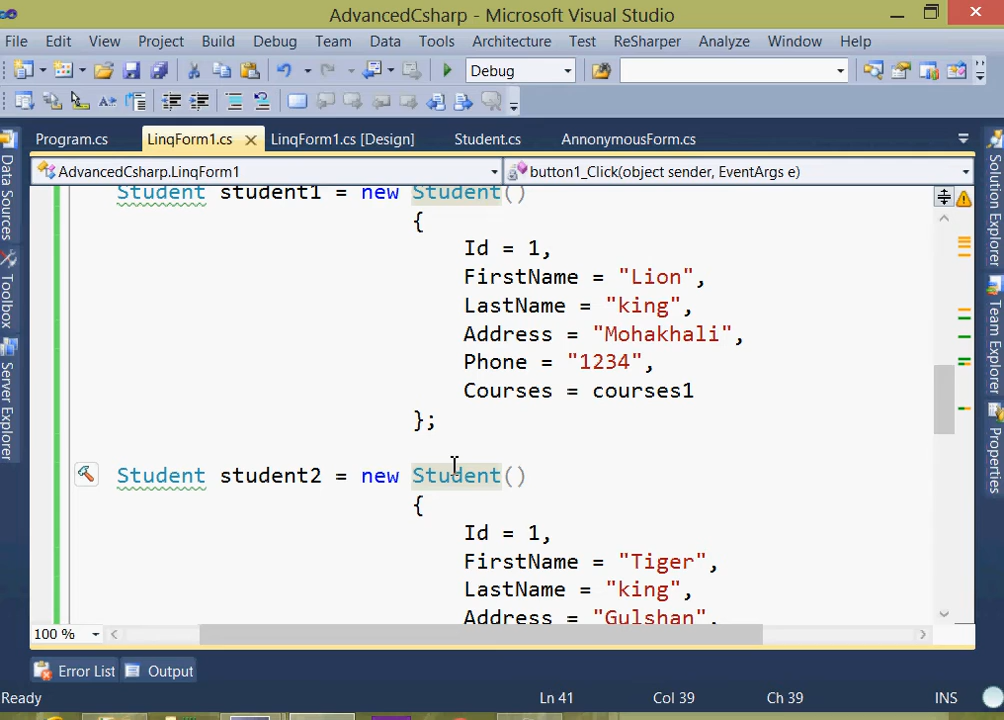 AdvancedCsharp - Microsoft Visual Studio
File Edit View Project Build Debug Team Data Tools Architecture Test ReSharper Analyze Window Help
Debug
Program.cs LinqForm1.cs LinqForm1.cs [Design] Student.cs AnnonymousForm.cs
AdvancedCsharp.LinqForm1 button1_Click(object sender, EventArgs e)
Student student1 = new Student()
{
Id = 1,
FirstName = "Lion",
LastName = "king",
Address = "Mohakhali",
Phone = "1234",
Courses = courses1
};
Student student2 = new Student()
{
Id = 1,
FirstName = "Tiger",
LastName = "king",
Address = "Gulshan",
100 %
Data Sources
Toolbox
Server Explorer
Solution Explorer
Team Explorer
Properties
Error List Output
Ready Ln 41 Col 39 Ch 39 INS